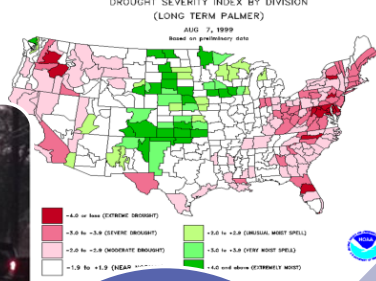 DROUGHT SEVERITY INDEX BY DIVISION
(LONG TERM PALMER)
AUG 7, 1999
Based on preliminary data
-4.0 or less (EXTREME DROUGHT)
-3.0 to -3.9 (SEVERE DROUGHT)
-2.0 to -2.9 (MODERATE DROUGHT)
-1.9 to +1.9 (NEAR
+2.0 to +2.9 (UNUSUAL MOIST SPELL)
+3.0 to +3.9 (VERY MOIST SPELL)
+4.0 and above (EXTREMELY MOIST)
NOAA